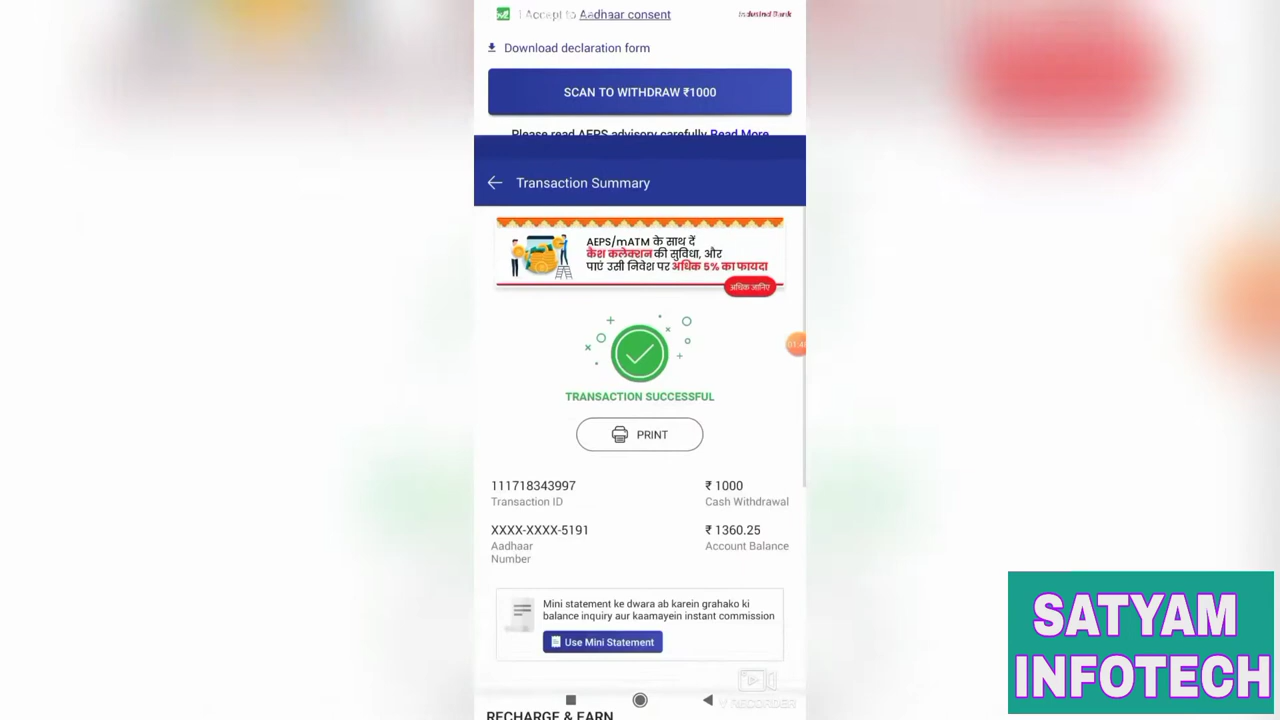 I Accept to Aadhaar consent
IndusInd Bank
Download declaration form
SCAN TO WITHDRAW ₹1000
Please read AEPS advisory carefully Read More
Transaction Summary
AEPS/mATM के साथ दें
कैश कलेक्शन की सुविधा, और
पाएं उसी निवेश पर अधिक 5% का फायदा
अधिक जानिए
TRANSACTION SUCCESSFUL
PRINT
111718343997
Transaction ID
₹ 1000
Cash Withdrawal
XXXX-XXXX-5191
Aadhaar
Number
₹ 1360.25
Account Balance
Mini statement ke dwara ab karein grahako ki
balance inquiry aur kaamayein instant commission
Use Mini Statement
V RECORDER
RECHARGE & EARN
SATYAM
INFOTECH